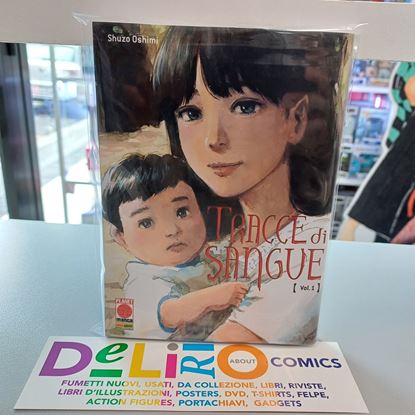 Shuzo Oshimi
TRACCE di
SANGUE
[ Vol. 1 ]
PLANET
manga
DeLiRiO ABOUT COMICS
FUMETTI NUOVI, USATI, DA COLLEZIONE, LIBRI, RIVISTE,
LIBRI D'ILLUSTRAZIONI, POSTERS, DVD, T-SHIRTS, FELPE,
ACTION FIGURES, PORTACHIAVI, GADGETS